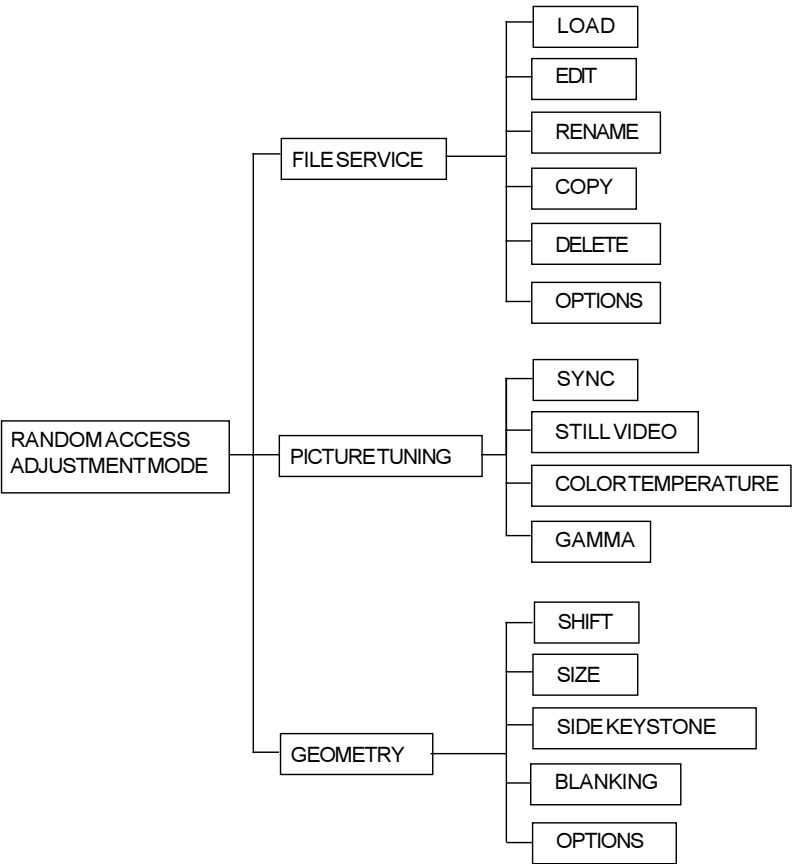 RANDOM ACCESS
ADJUSTMENT MODE
FILE SERVICE
LOAD
EDIT
RENAME
COPY
DELETE
OPTIONS
PICTURE TUNING
SYNC
STILL VIDEO
COLOR TEMPERATURE
GAMMA
GEOMETRY
SHIFT
SIZE
SIDE KEYSTONE
BLANKING
OPTIONS